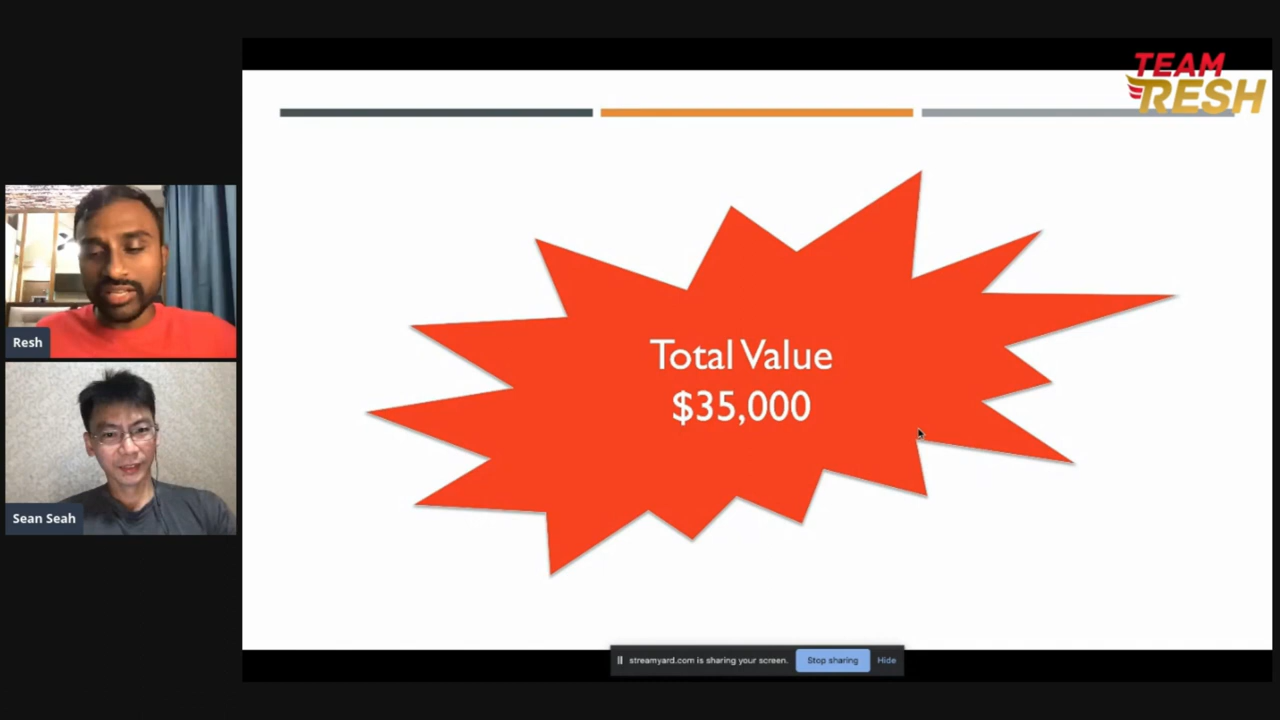 TEAM
RESH
Total Value
$35,000
Resh
Sean Seah
streamyard.com is sharing your screen.
Stop sharing
Hide